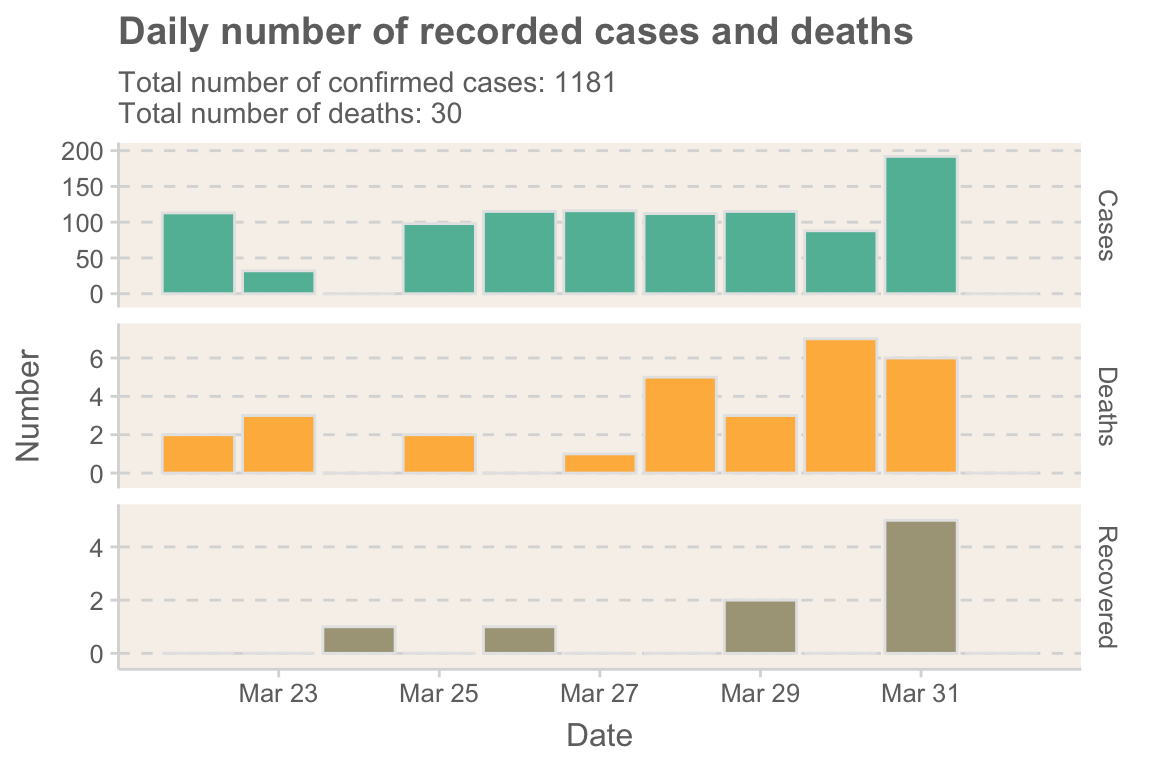 Daily number of recorded cases and deaths
Total number of confirmed cases: 1181
Total number of deaths: 30
200
150
100
50
0
Cases
6
4
2
0
Deaths
4
2
0
Recovered
Number
Mar 23 Mar 25 Mar 27 Mar 29 Mar 31
Date